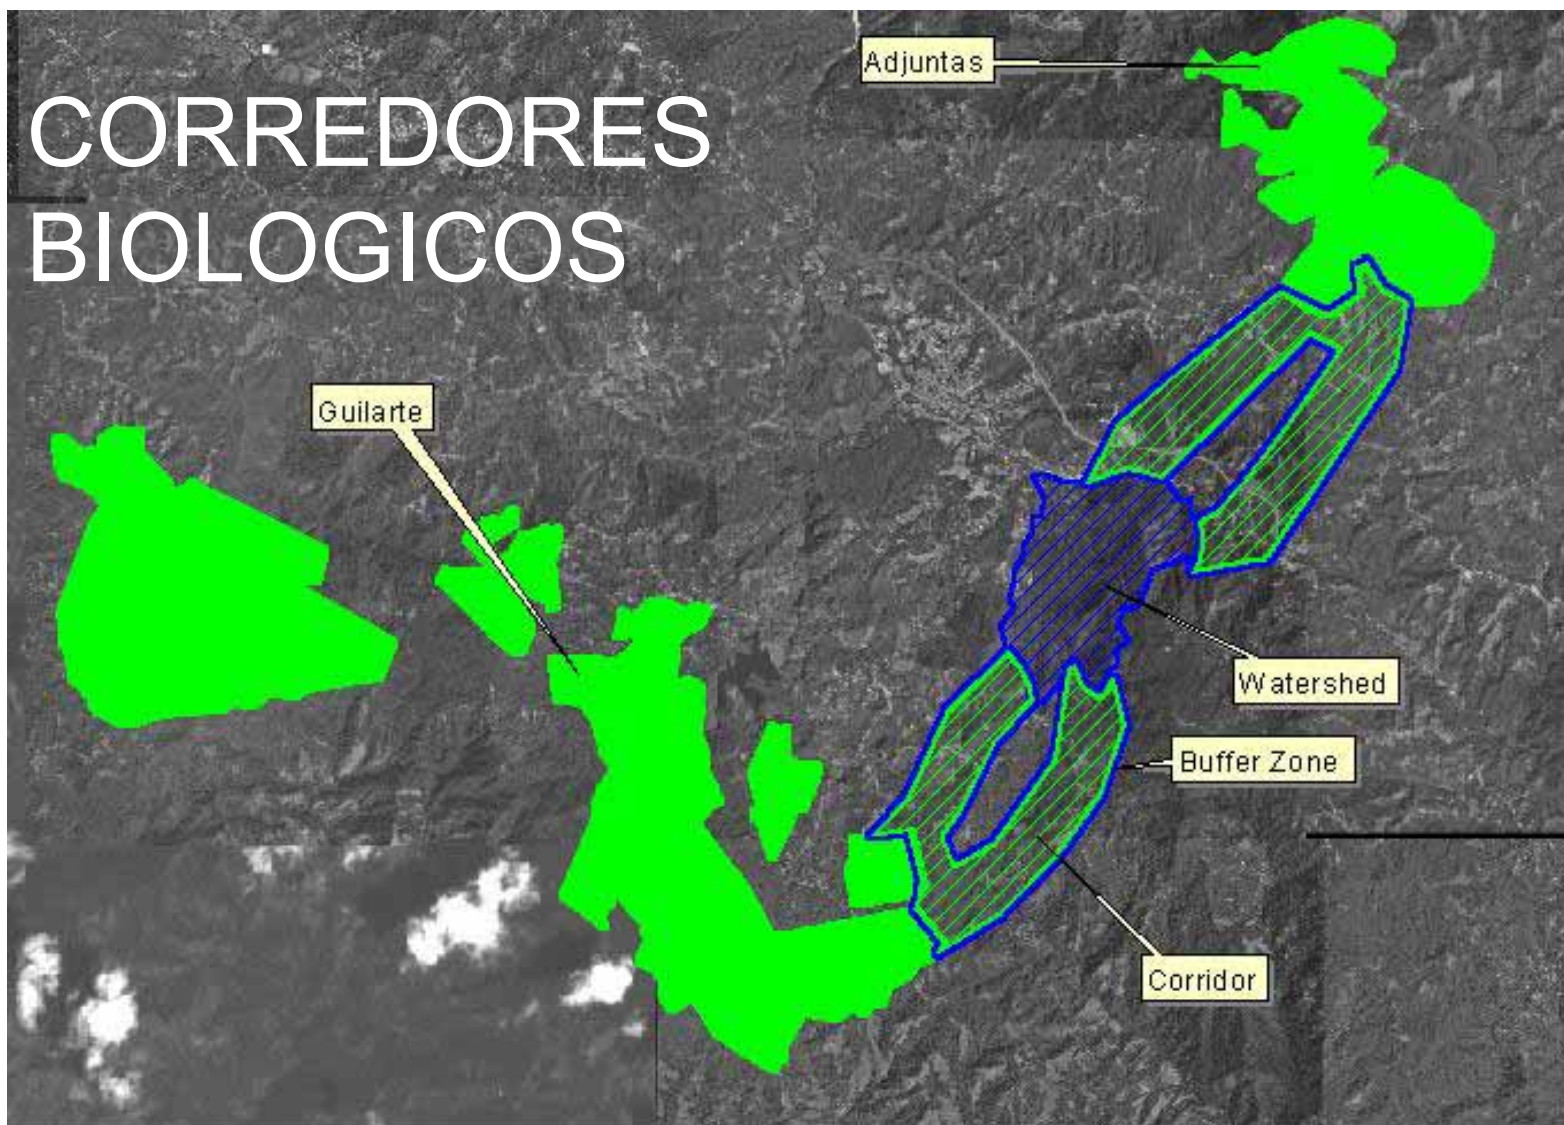 CORREDORES
BIOLOGICOS
Adjuntas
Guilarte
Watershed
Buffer Zone
Corridor